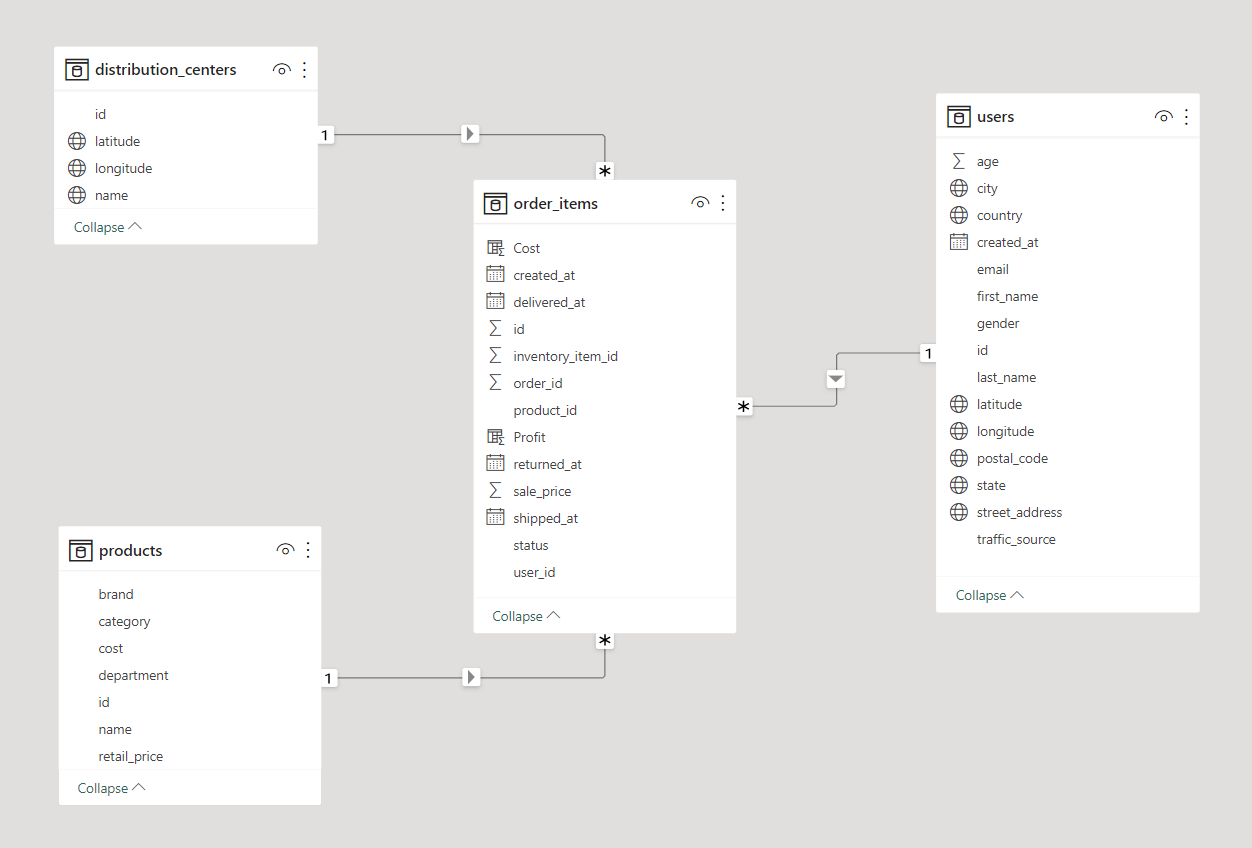 distribution_centers
id
latitude
longitude
name
Collapse
1
*
order_items
Cost
created_at
delivered_at
id
inventory_item_id
order_id
product_id
Profit
returned_at
sale_price
shipped_at
status
user_id
Collapse
*
*
1
users
age
city
country
created_at
email
first_name
gender
id
last_name
latitude
longitude
postal_code
state
street_address
traffic_source
Collapse
products
brand
category
cost
department
id
name
retail_price
Collapse
1